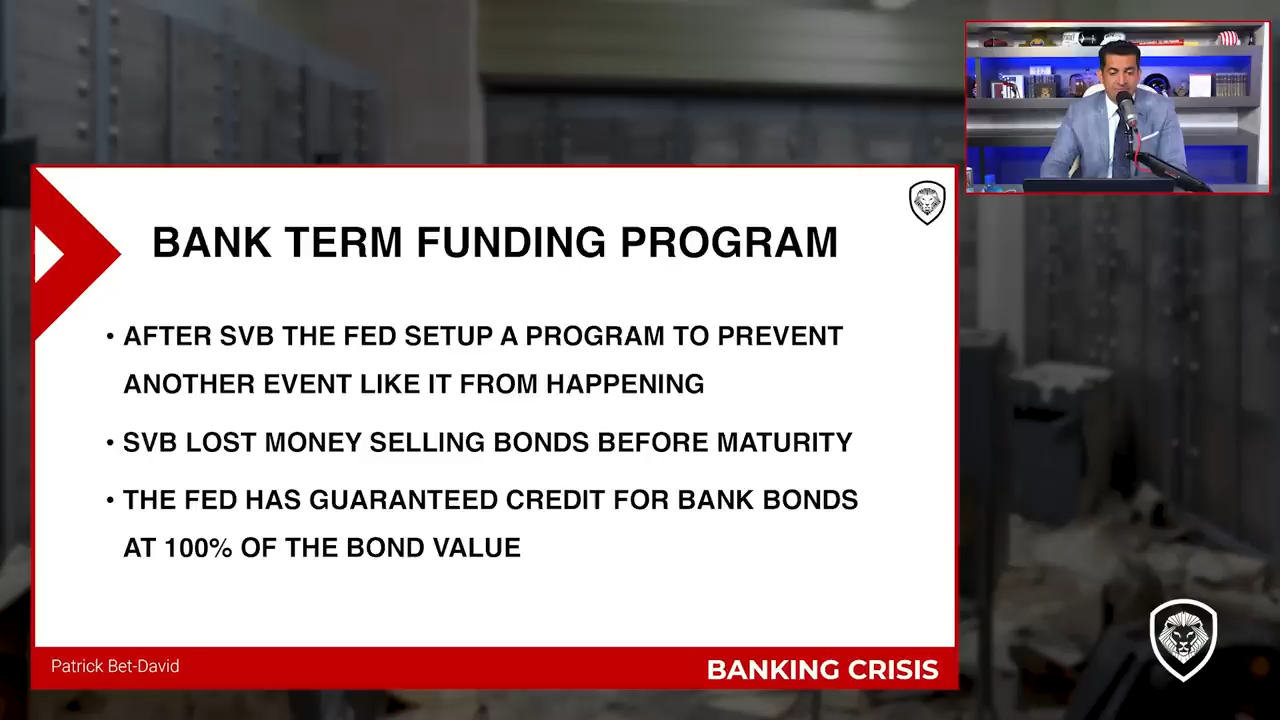 BANK TERM FUNDING PROGRAM
• AFTER SVB THE FED SETUP A PROGRAM TO PREVENT
ANOTHER EVENT LIKE IT FROM HAPPENING
• SVB LOST MONEY SELLING BONDS BEFORE MATURITY
• THE FED HAS GUARANTEED CREDIT FOR BANK BONDS
AT 100% OF THE BOND VALUE
Patrick Bet-David
BANKING CRISIS